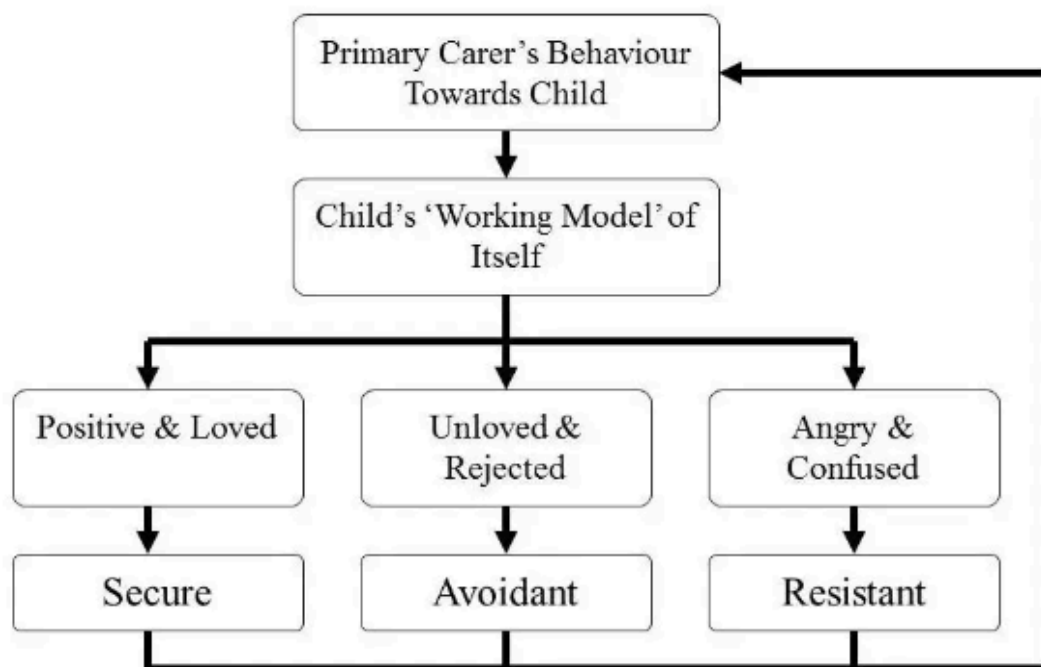 Primary Carer’s Behaviour
Towards Child
Child’s ‘Working Model’ of
Itself
Positive & Loved
Unloved &
Rejected
Angry &
Confused
Secure
Avoidant
Resistant